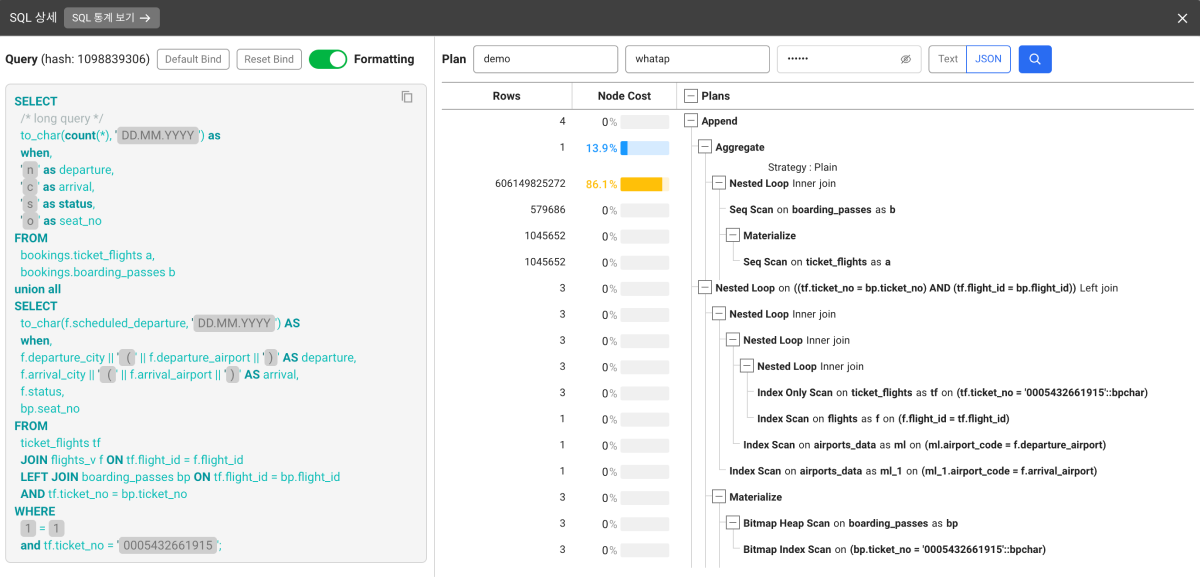 SQL 상세 SQL 통계 보기 →
Query (hash: 1098839306) Default Bind Reset Bind Formatting
SELECT
/* long query */
to_char(count(*), 'DD.MM.YYYY') as
when,
'n' as departure,
'c' as arrival,
's' as status,
'o' as seat_no
FROM
bookings.ticket_flights a,
bookings.boarding_passes b
union all
SELECT
to_char(f.scheduled_departure, 'DD.MM.YYYY') AS
when,
f.departure_city || ' (' || f.departure_airport || ')' AS departure,
f.arrival_city || ' (' || f.arrival_airport || ')' AS arrival,
f.status,
bp.seat_no
FROM
ticket_flights tf
JOIN flights_v f ON tf.flight_id = f.flight_id
LEFT JOIN boarding_passes bp ON tf.flight_id = bp.flight_id
AND tf.ticket_no = bp.ticket_no
WHERE
1 = 1
and tf.ticket_no = '0005432661915';
Plan demo whatap •••••• Text JSON
Rows Node Cost Plans
4 0% Append
1 13.9% Aggregate
Strategy : Plain
606149825272 86.1% Nested Loop Inner join
579686 0% Seq Scan on boarding_passes as b
1045652 0% Materialize
1045652 0% Seq Scan on ticket_flights as a
3 0% Nested Loop on ((tf.ticket_no = bp.ticket_no) AND (tf.flight_id = bp.flight_id)) Left join
3 0% Nested Loop Inner join
3 0% Nested Loop Inner join
3 0% Nested Loop Inner join
3 0% Index Only Scan on ticket_flights as tf on (tf.ticket_no = '0005432661915'::bpchar)
1 0% Index Scan on flights as f on (f.flight_id = tf.flight_id)
1 0% Index Scan on airports_data as ml on (ml.airport_code = f.departure_airport)
1 0% Index Scan on airports_data as ml_1 on (ml_1.airport_code = f.arrival_airport)
3 0% Materialize
3 0% Bitmap Heap Scan on boarding_passes as bp
3 0% Bitmap Index Scan on (bp.ticket_no = '0005432661915'::bpchar)